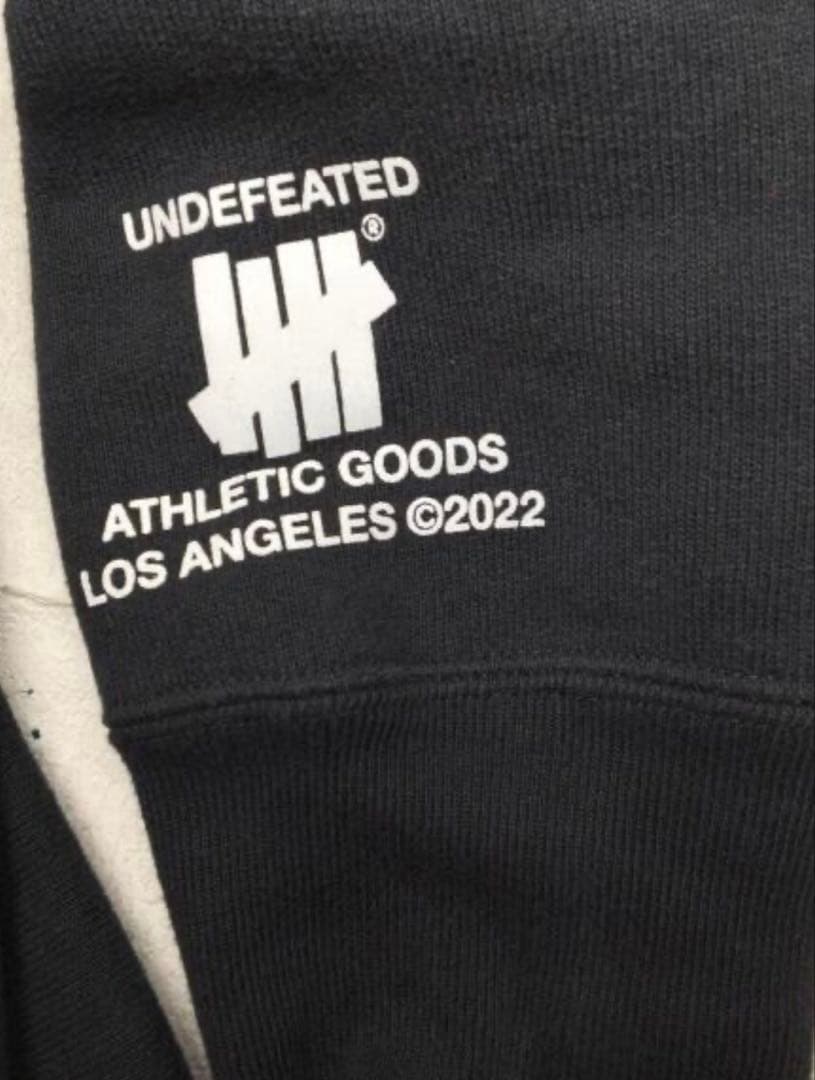 UNDEFEATED
®
ATHLETIC GOODS
LOS ANGELES ©2022